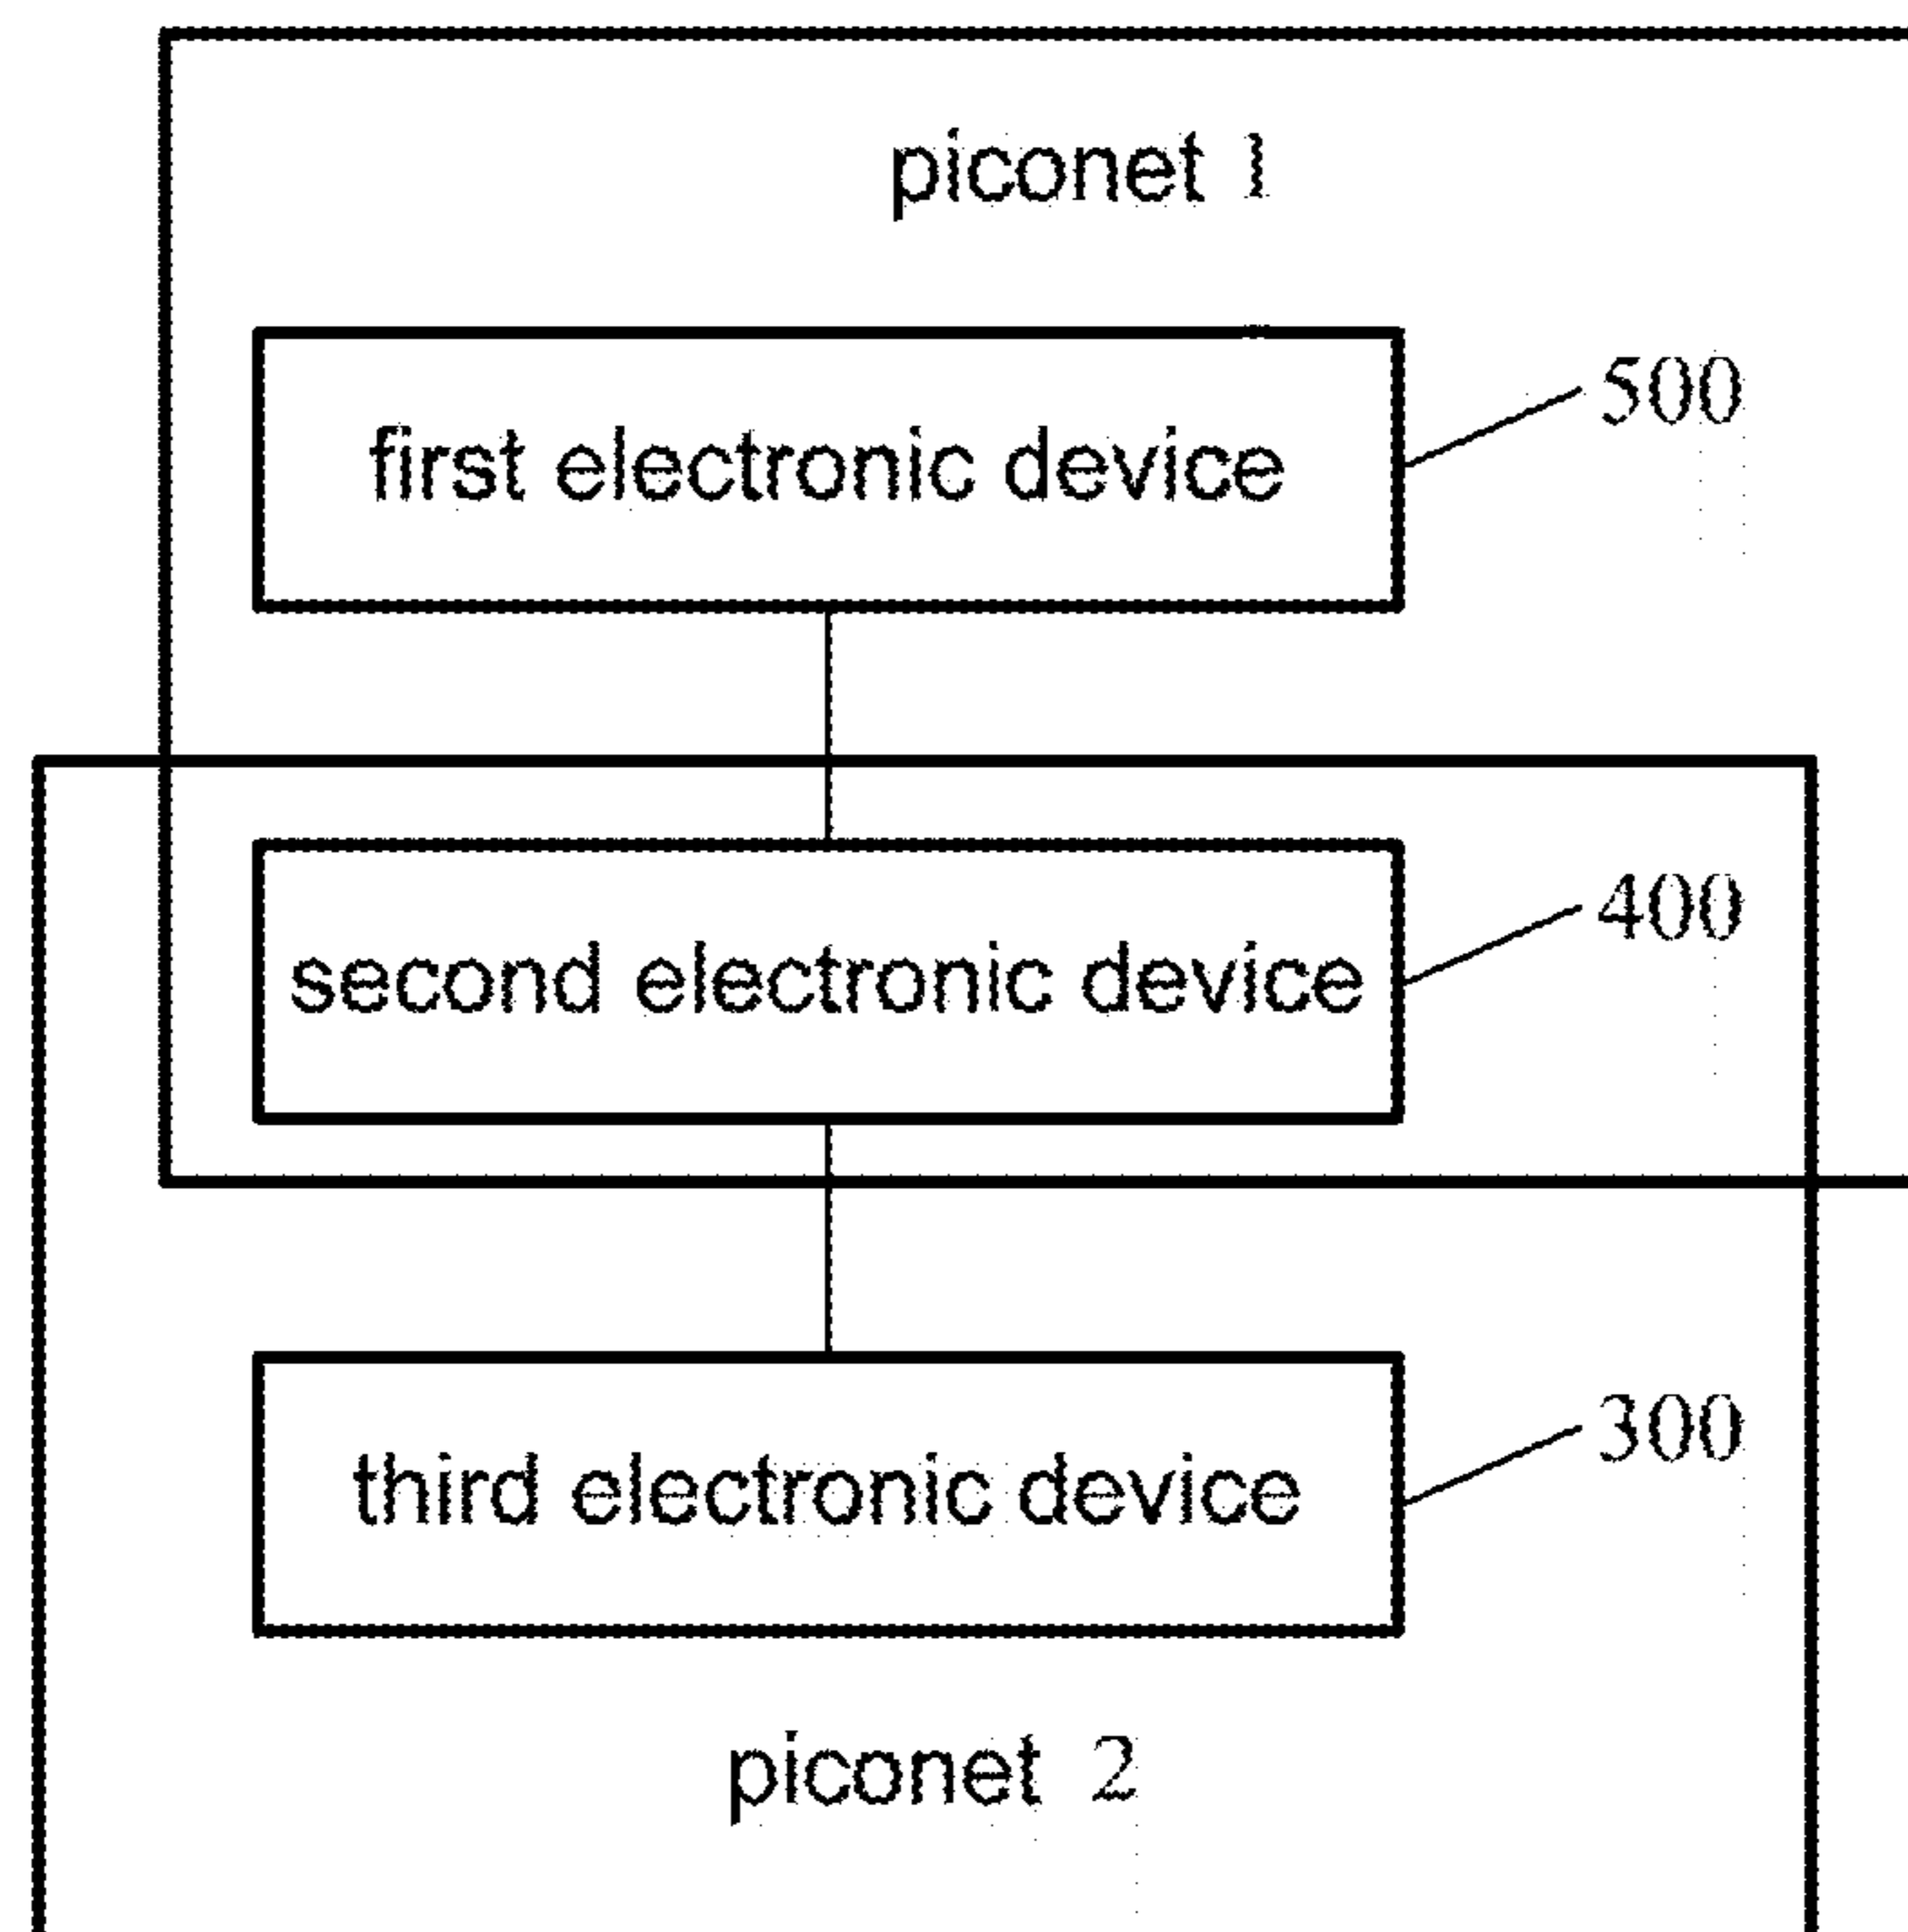 piconet 1
first electronic device
500
second electronic device
400
third electronic device
300
piconet 2